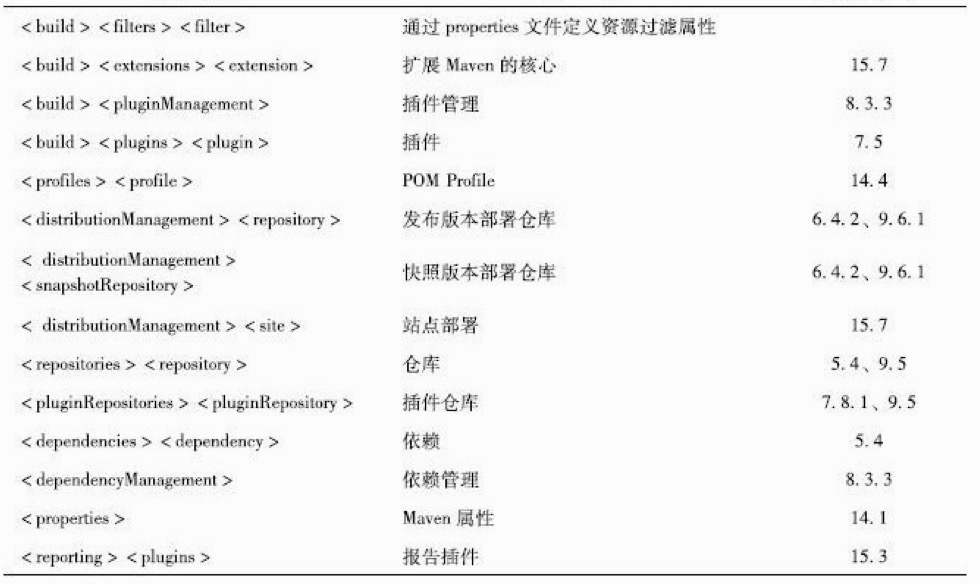 < build > < filters > < filter > 通过 properties 文件定义资源过滤属性
< build > < extensions > < extension > 扩展 Maven 的核心 15.7
< build > < pluginManagement > 插件管理 8.3.3
< build > < plugins > < plugin > 插件 7.5
< profiles > < profile > POM Profile 14.4
< distributionManagement > < repository > 发布版本部署仓库 6.4.2、9.6.1
< distributionManagement >
< snapshotRepository > 快照版本部署仓库 6.4.2、9.6.1
< distributionManagement > < site > 站点部署 15.7
< repositories > < repository > 仓库 5.4、9.5
< pluginRepositories > < pluginRepository > 插件仓库 7.8.1、9.5
< dependencies > < dependency > 依赖 5.4
< dependencyManagement > 依赖管理 8.3.3
< properties > Maven 属性 14.1
< reporting > < plugins > 报告插件 15.3